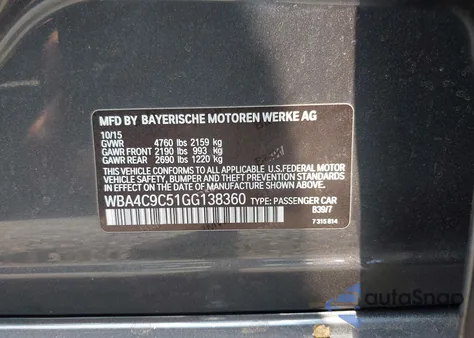 MFD BY BAYERISCHE MOTOREN WERKE AG
10/15
GVWR 4760 lbs 2159 kg
GAWR FRONT 2190 lbs 993 kg
GAWR REAR 2690 lbs 1220 kg
THIS VEHICLE CONFORMS TO ALL APPLICABLE U.S. FEDERAL MOTOR
VEHICLE SAFETY, BUMPER AND THEFT PREVENTION STANDARDS
IN EFFECT ON THE DATE OF MANUFACTURE SHOWN ABOVE.
WBA4C9C51GG138360 TYPE: PASSENGER CAR
B39/7
7 315 814
autoSnap